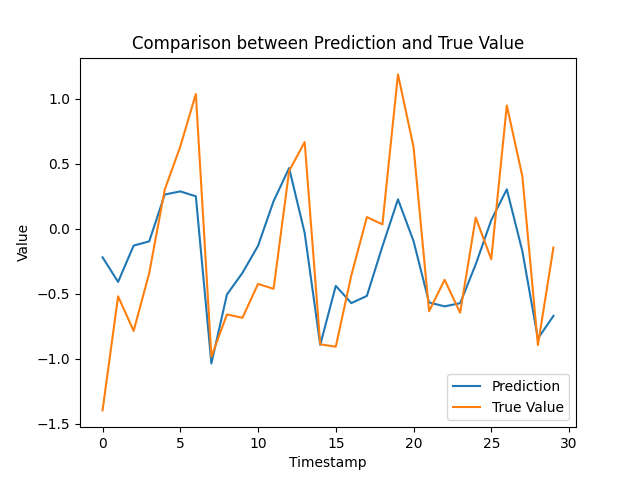 Comparison between Prediction and True Value
1.0
0.5
0.0
−0.5
−1.0
−1.5
Value
0 5 10 15 20 25 30
Timestamp
Prediction
True Value